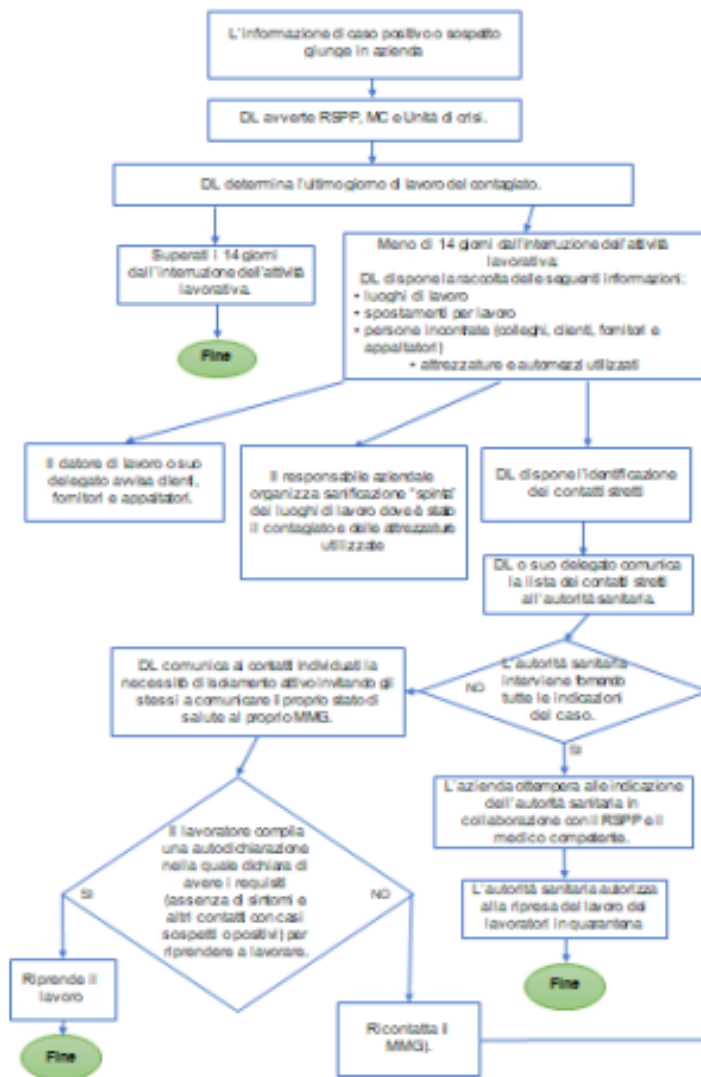 L'informazione di caso positivo o sospetto
giunge in azienda
DL avverte RSPP, MC e Unità di crisi.
DL determina l'ultimo giorno di lavoro del contagiato.
Superati i 14 giorni
dall'interruzione dell'attività
lavorativa.
Fine
Meno di 14 giorni dall'interruzione dell'attività
lavorativa:
DL dispone la raccolta delle seguenti informazioni:
• luoghi di lavoro
• spostamenti per lavoro
• persone incontrate (colleghi, clienti, fornitori e
appaltatori)
• attrezzature e automezzi utilizzati
Il datore di lavoro o suo
delegato avvisa clienti,
fornitori e appaltatori.
Il responsabile aziendale
organizza sanificazione "spinta"
dei luoghi di lavoro dove è stato
il contagiato e delle attrezzature
utilizzate
DL dispone l'identificazione
dei contatti stretti
DL o suo delegato comunica
la lista dei contatti stretti
all'autorità sanitaria.
L'autorità sanitaria
interviene fornendo
tutte le indicazioni
del caso.
NO
SI
DL comunica ai contatti individuati la
necessità di isolamento attivo invitando gli
stessi a comunicare il proprio stato di
salute al proprio MMG.
L'azienda ottempera alle indicazione
dell'autorità sanitaria in
collaborazione con il RSPP e il
medico competente.
L'autorità sanitaria autorizza
alla ripresa del lavoro dei
lavoratori in quarantena
Fine
Il lavoratore compila
una autodichiarazione
nella quale dichiara di
avere i requisiti
(assenza di sintomi e
altri contatti con casi
sospetti o positivi) per
riprendere a lavorare.
SI
NO
Riprende il
lavoro
Fine
Ricontatta il
MMG).